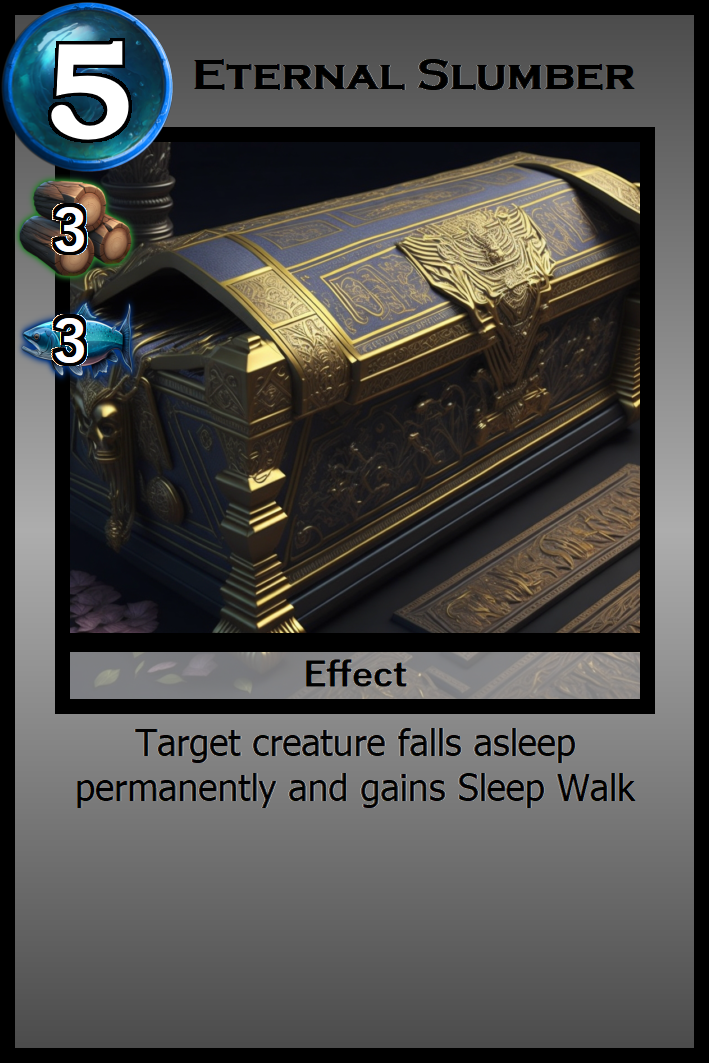 5
Eternal Slumber
3
3
Effect
Target creature falls asleep
permanently and gains Sleep Walk